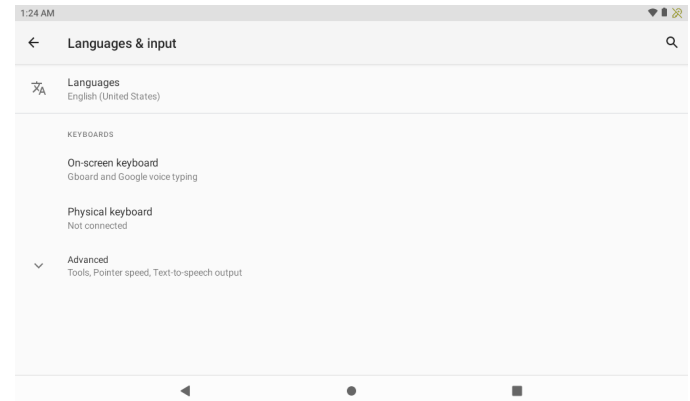 1:24 AM
Languages & input
Languages
English (United States)
KEYBOARDS
On-screen keyboard
Gboard and Google voice typing
Physical keyboard
Not connected
Advanced
Tools, Pointer speed, Text-to-speech output